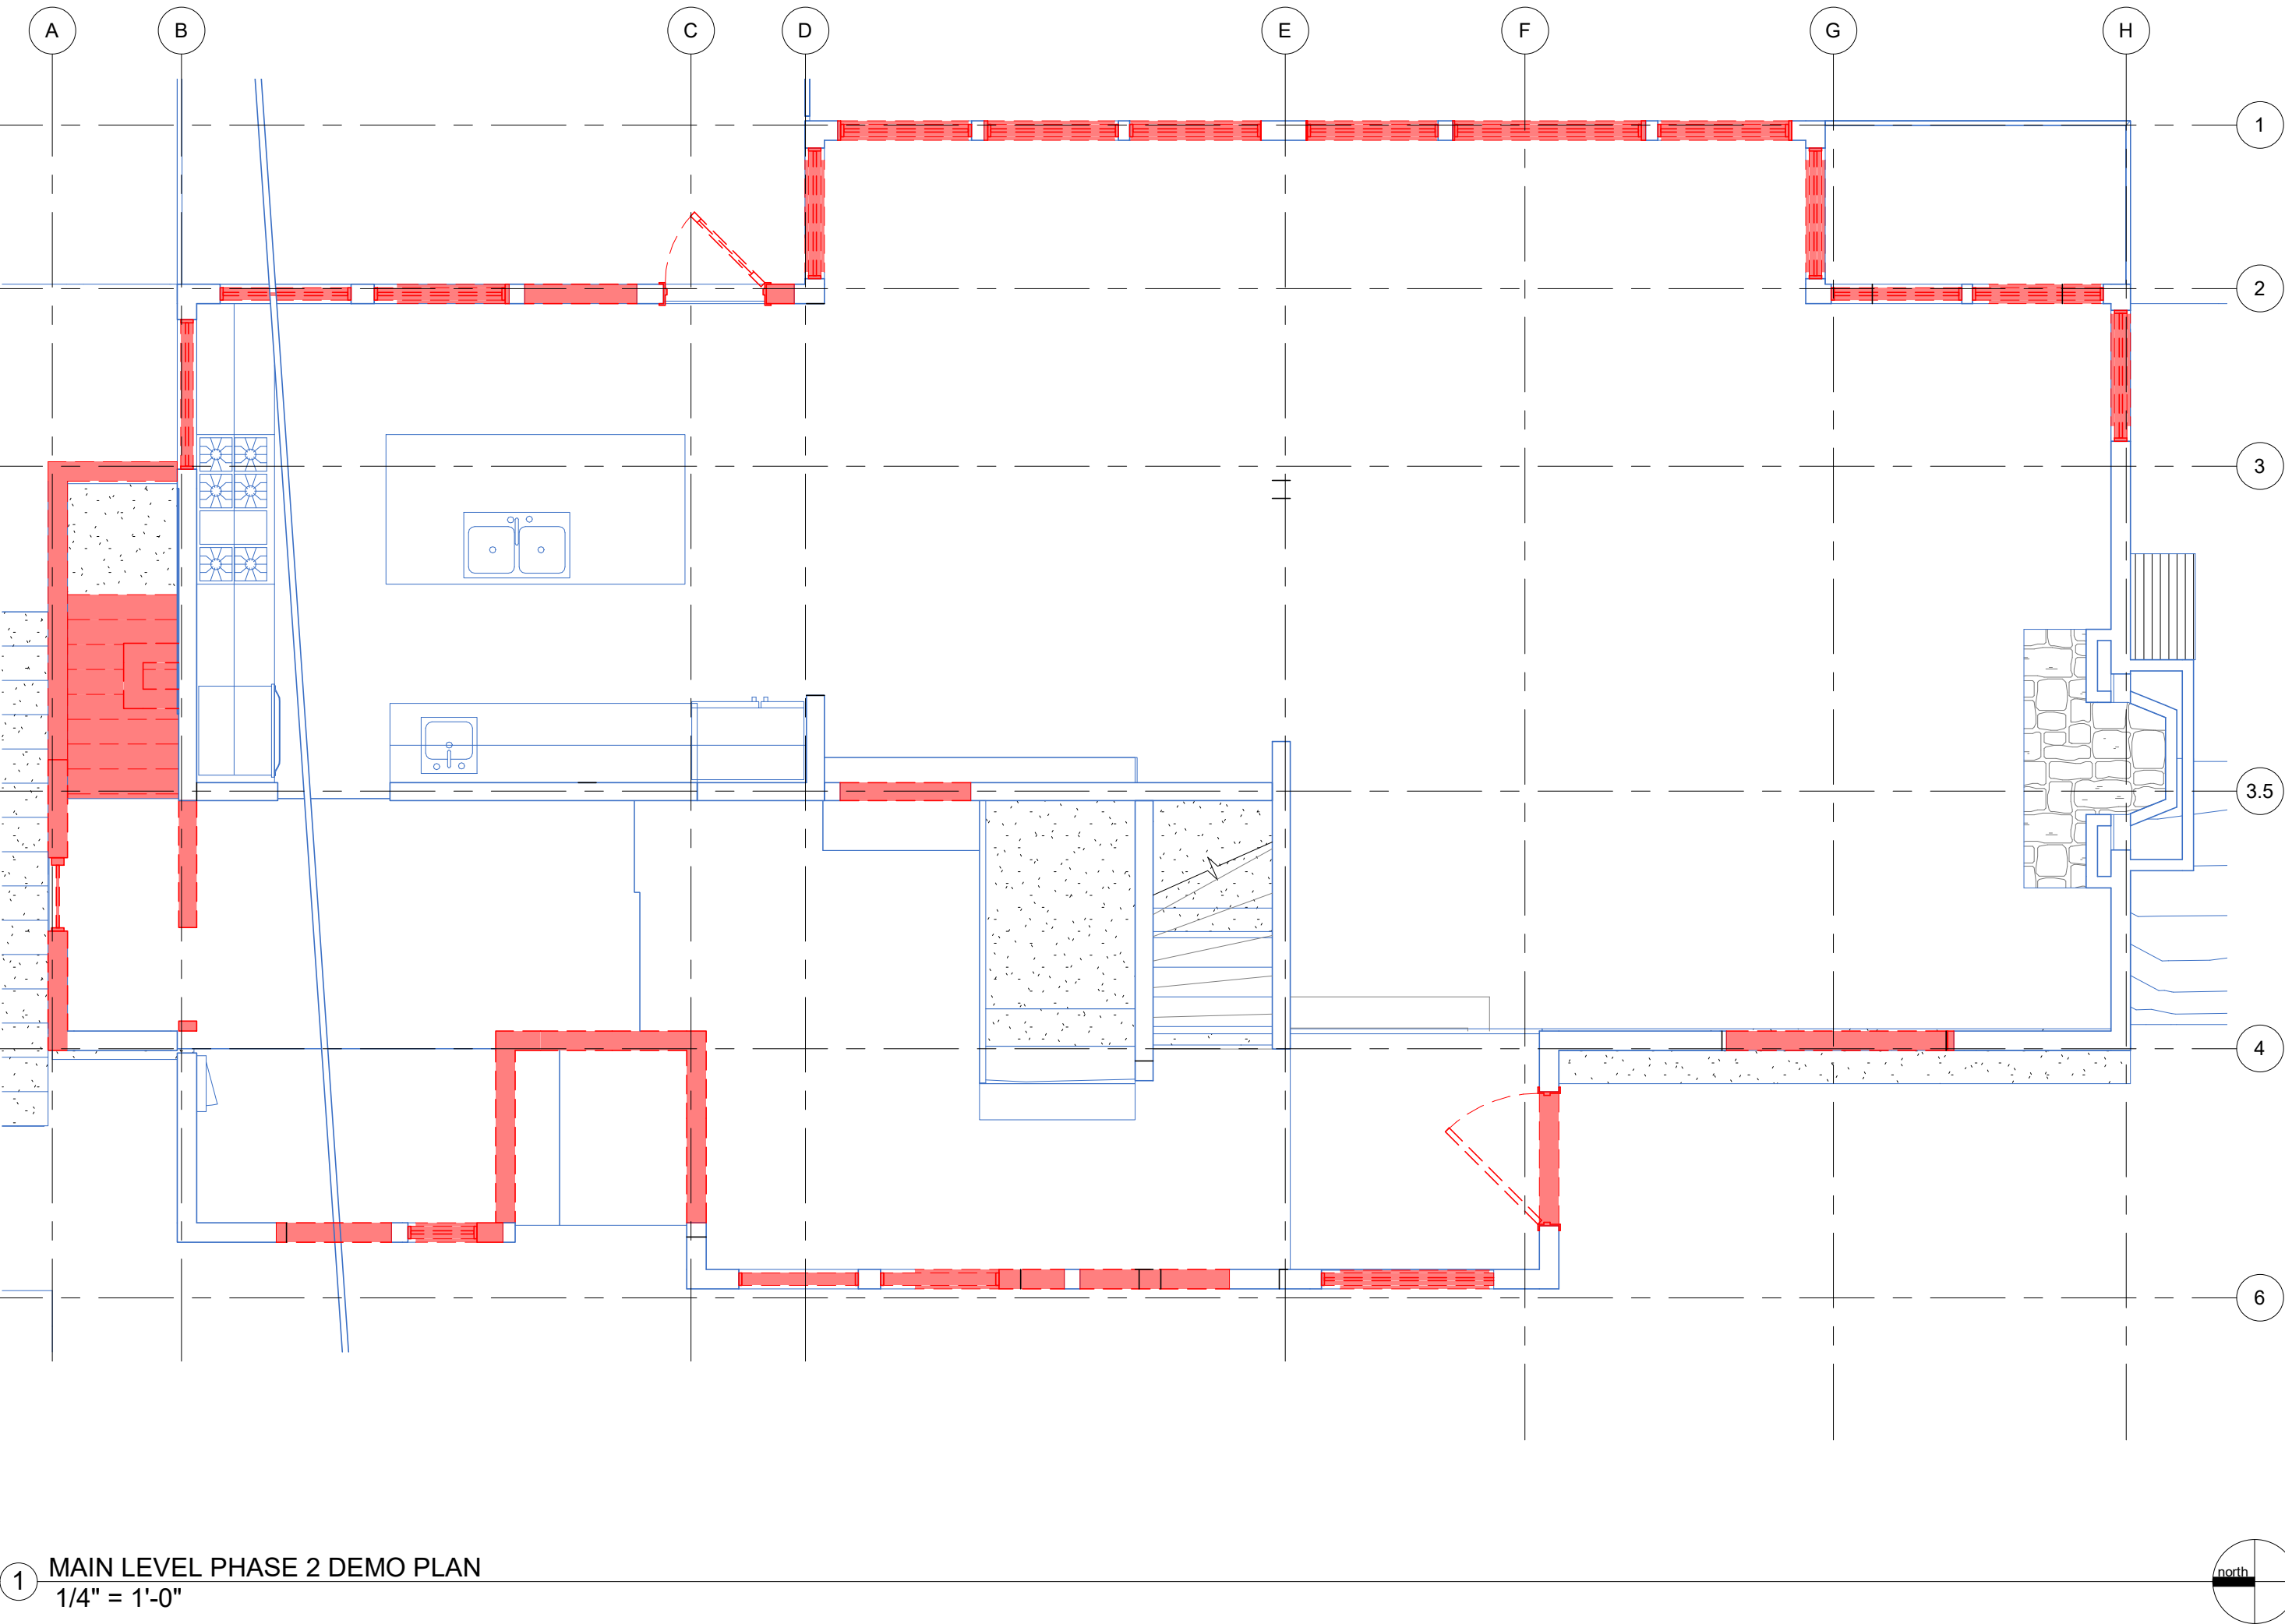 A B C D E F G H
1
2
3
3.5
4
6
1 MAIN LEVEL PHASE 2 DEMO PLAN
1/4" = 1'-0"
north